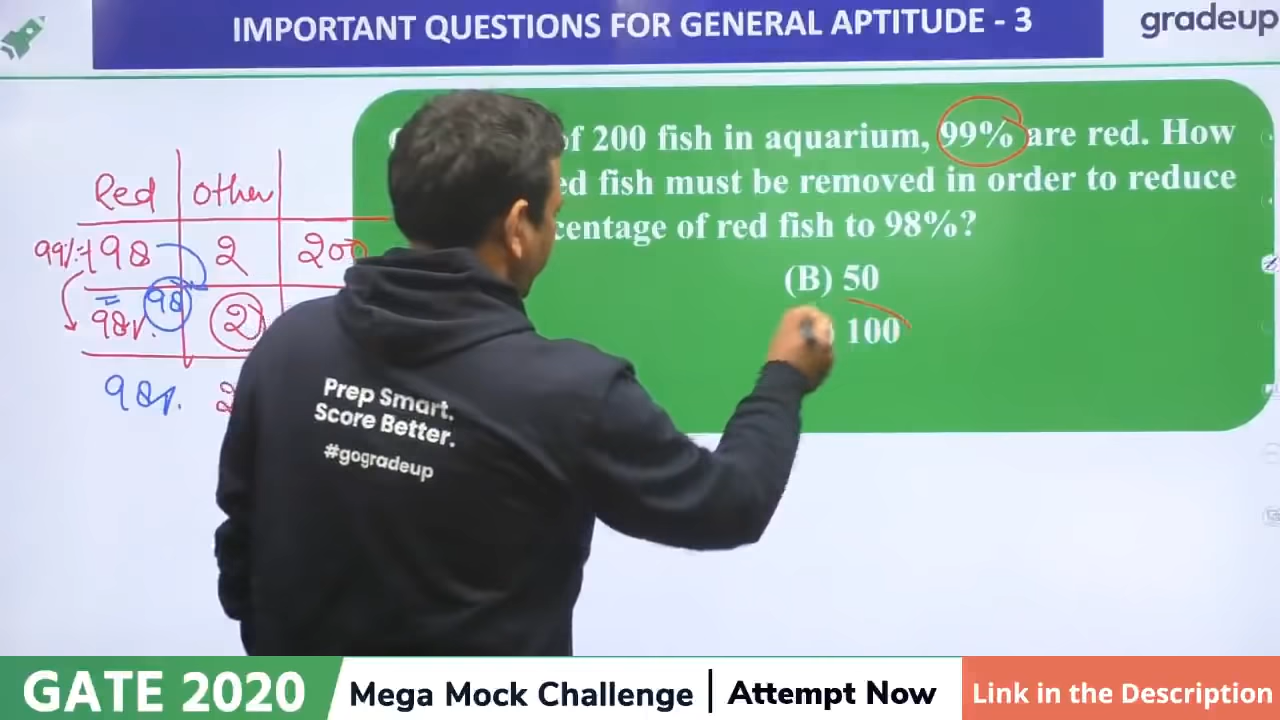 IMPORTANT QUESTIONS FOR GENERAL APTITUDE - 3
gradeup
of 200 fish in aquarium, 99% are red. How
ed fish must be removed in order to reduce
centage of red fish to 98%?
(B) 50
) 100
Red Other
99% 198 2 200
98% 98 2
98%. 2
Prep Smart.
Score Better.
#gogradeup
GATE 2020 Mega Mock Challenge | Attempt Now Link in the Description